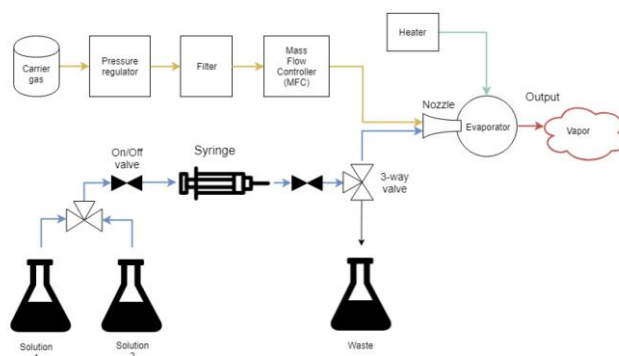 Carrier
gas
Pressure
regulator
Filter
Mass
Flow
Controller
(MFC)
Heater
Nozzle
Evaporator
Output
Vapor
On/Off
valve
Syringe
3-way
valve
Solution
Solution
Waste